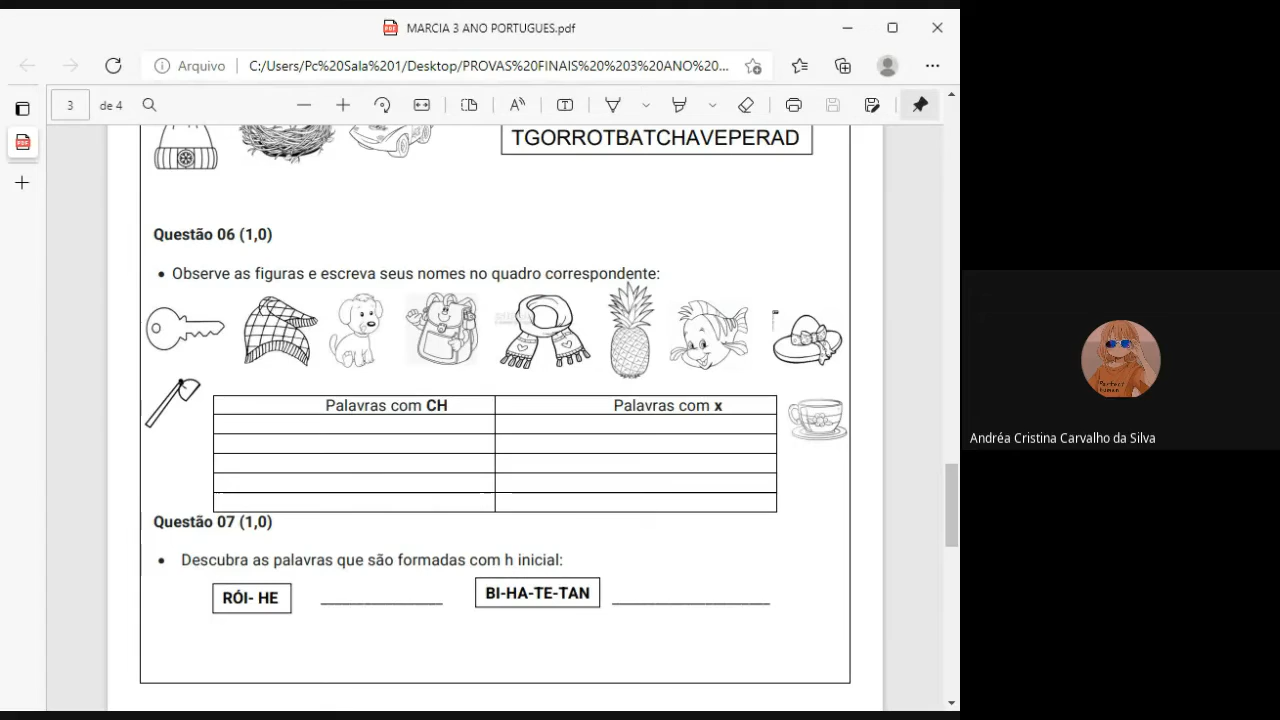 MARCIA 3 ANO PORTUGUES.pdf
Arquivo | C:/Users/Pc%20Sala%201/Desktop/PROVAS%20FINAIS%20%203%20ANO%20...
3 de 4
TGORROTBATCHAVEPERAD
Questão 06 (1,0)
• Observe as figuras e escreva seus nomes no quadro correspondente:
Palavras com CH Palavras com x
Questão 07 (1,0)
• Descubra as palavras que são formadas com h inicial:
RÓI- HE ______________ BI-HA-TE-TAN __________________
Andréa Cristina Carvalho da Silva